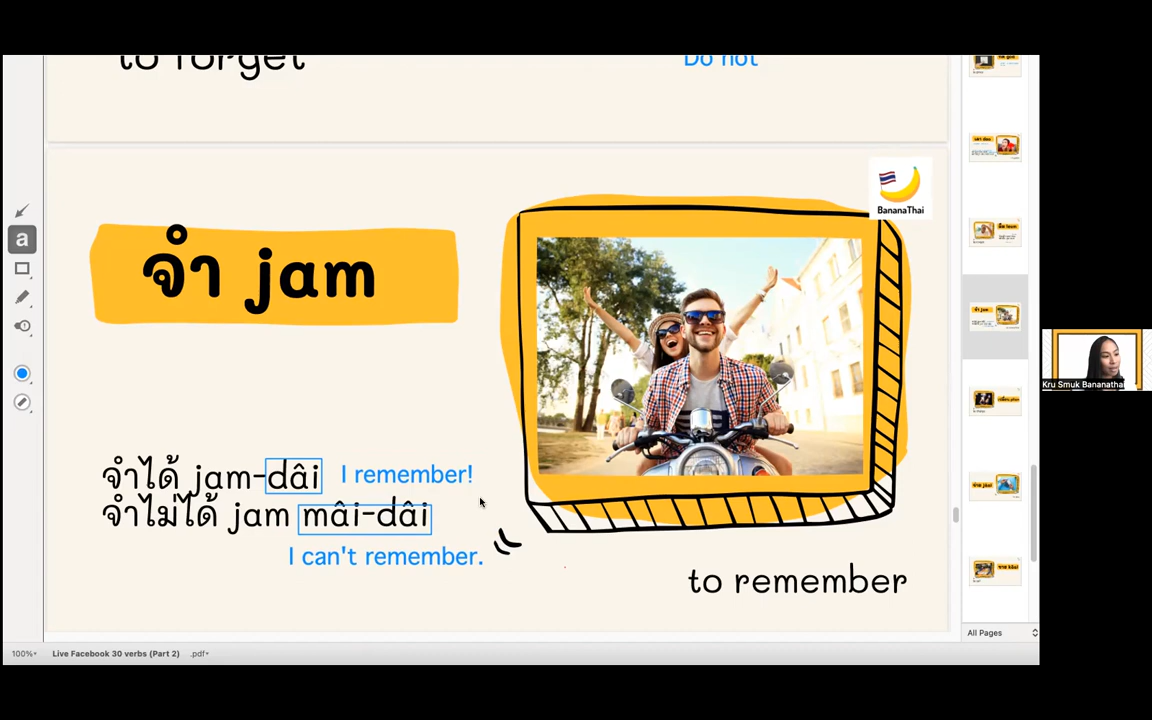 to forget
Do not
BananaThai
จำ jam
จำได้ jam-dâi I remember!
จำไม่ได้ jam mâi-dâi
I can't remember.
to remember
a
Kru Smuk Bananathai
All Pages
100%
Live Facebook 30 verbs (Part 2) .pdf